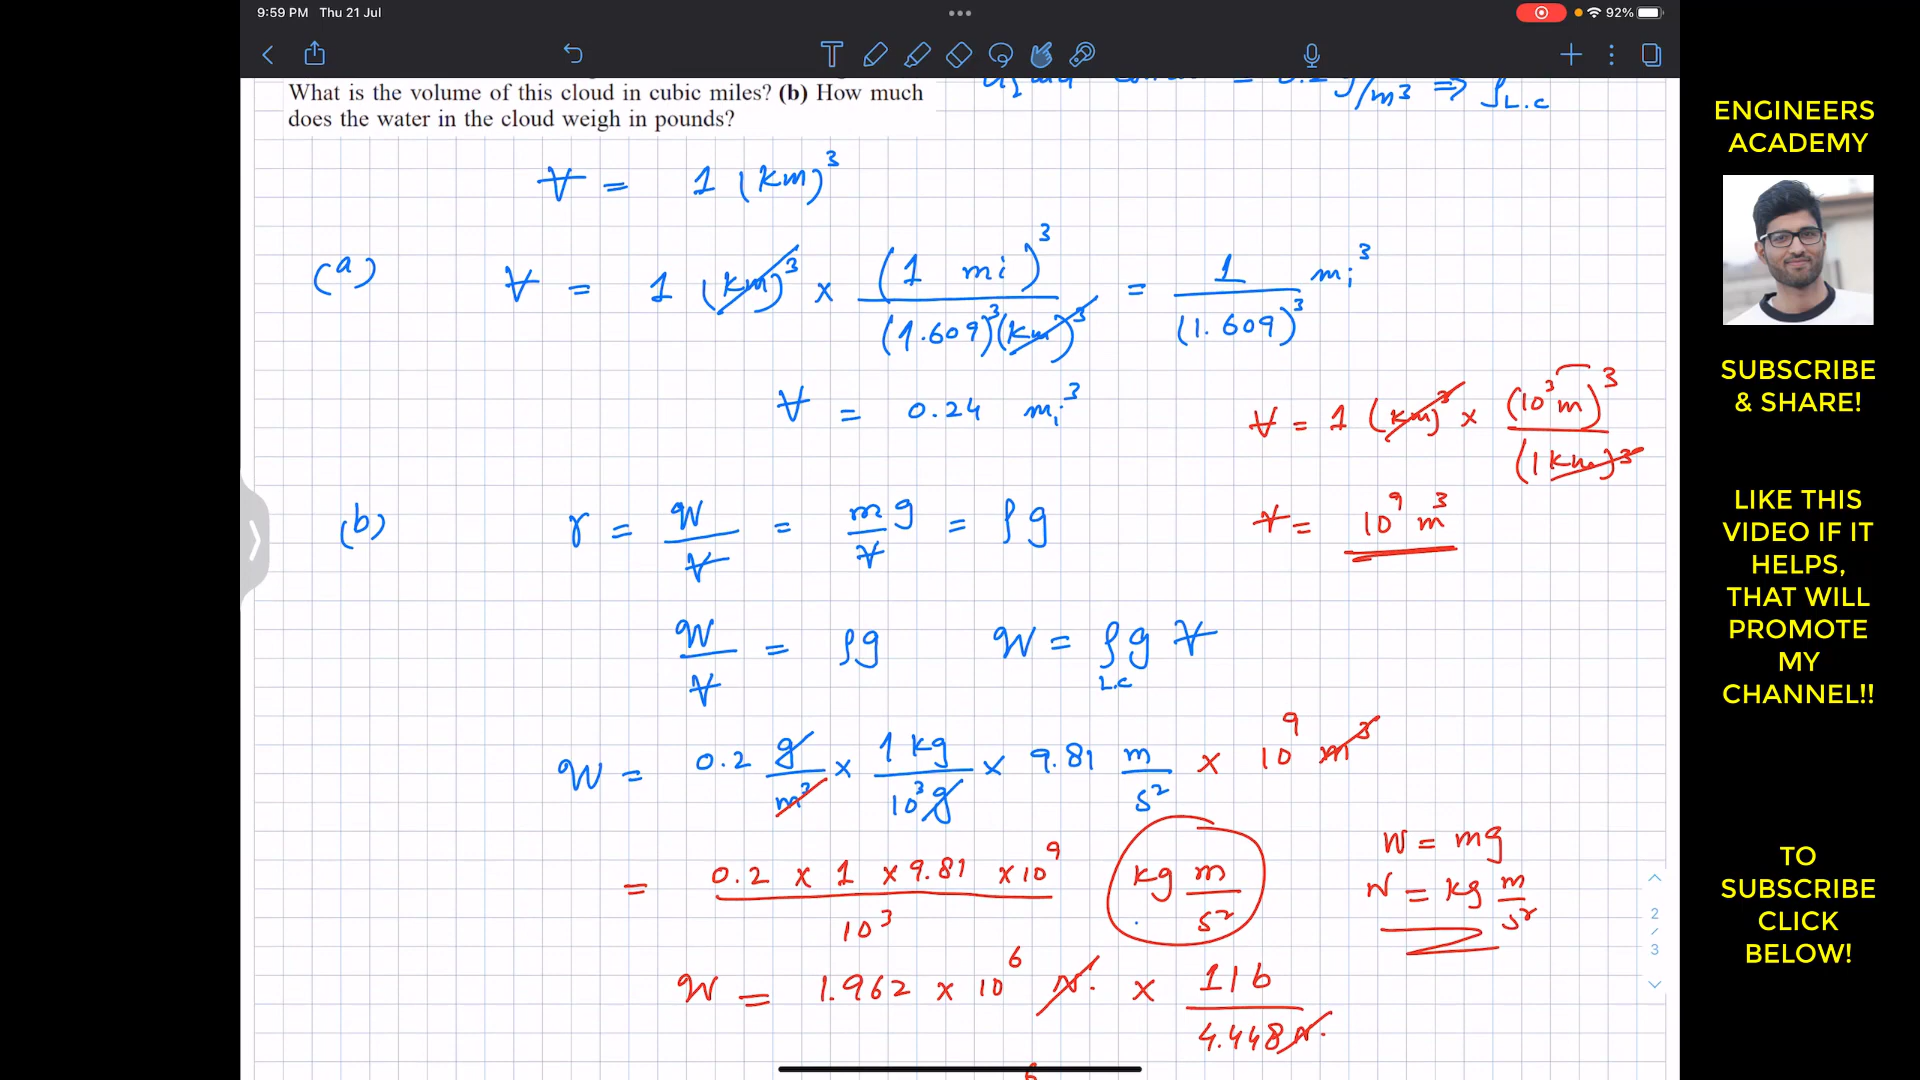 9:59 PM Thu 21 Jul
92%
= 0.2 g/m³ ⇒ ρL.C
What is the volume of this cloud in cubic miles? (b) How much
does the water in the cloud weigh in pounds?
V = 1 (km)³
(a) V = 1 (km)³ × (1 mi)³ / (1.609)³(km)³ = 1 / (1.609)³ mi³
V = 0.24 mi³
V = 1 (km)³ × (10³ m)³ / (1 km)³
V = 10⁹ m³
(b) γ = W / V = m g / V = ρg
W / V = ρg W = ρL.C g V
W = 0.2 g / m³ × 1 kg / 10³ g × 9.81 m / s² × 10⁹ m³
= 0.2 × 1 × 9.81 × 10⁹ / 10³ kg m / s²
W = mg
N = kg m / s²
W = 1.962 × 10⁶ N. × 1 lb / 4.448 N.
2
3
ENGINEERS
ACADEMY
SUBSCRIBE
& SHARE!
LIKE THIS
VIDEO IF IT
HELPS,
THAT WILL
PROMOTE
MY
CHANNEL!!
TO
SUBSCRIBE
CLICK
BELOW!